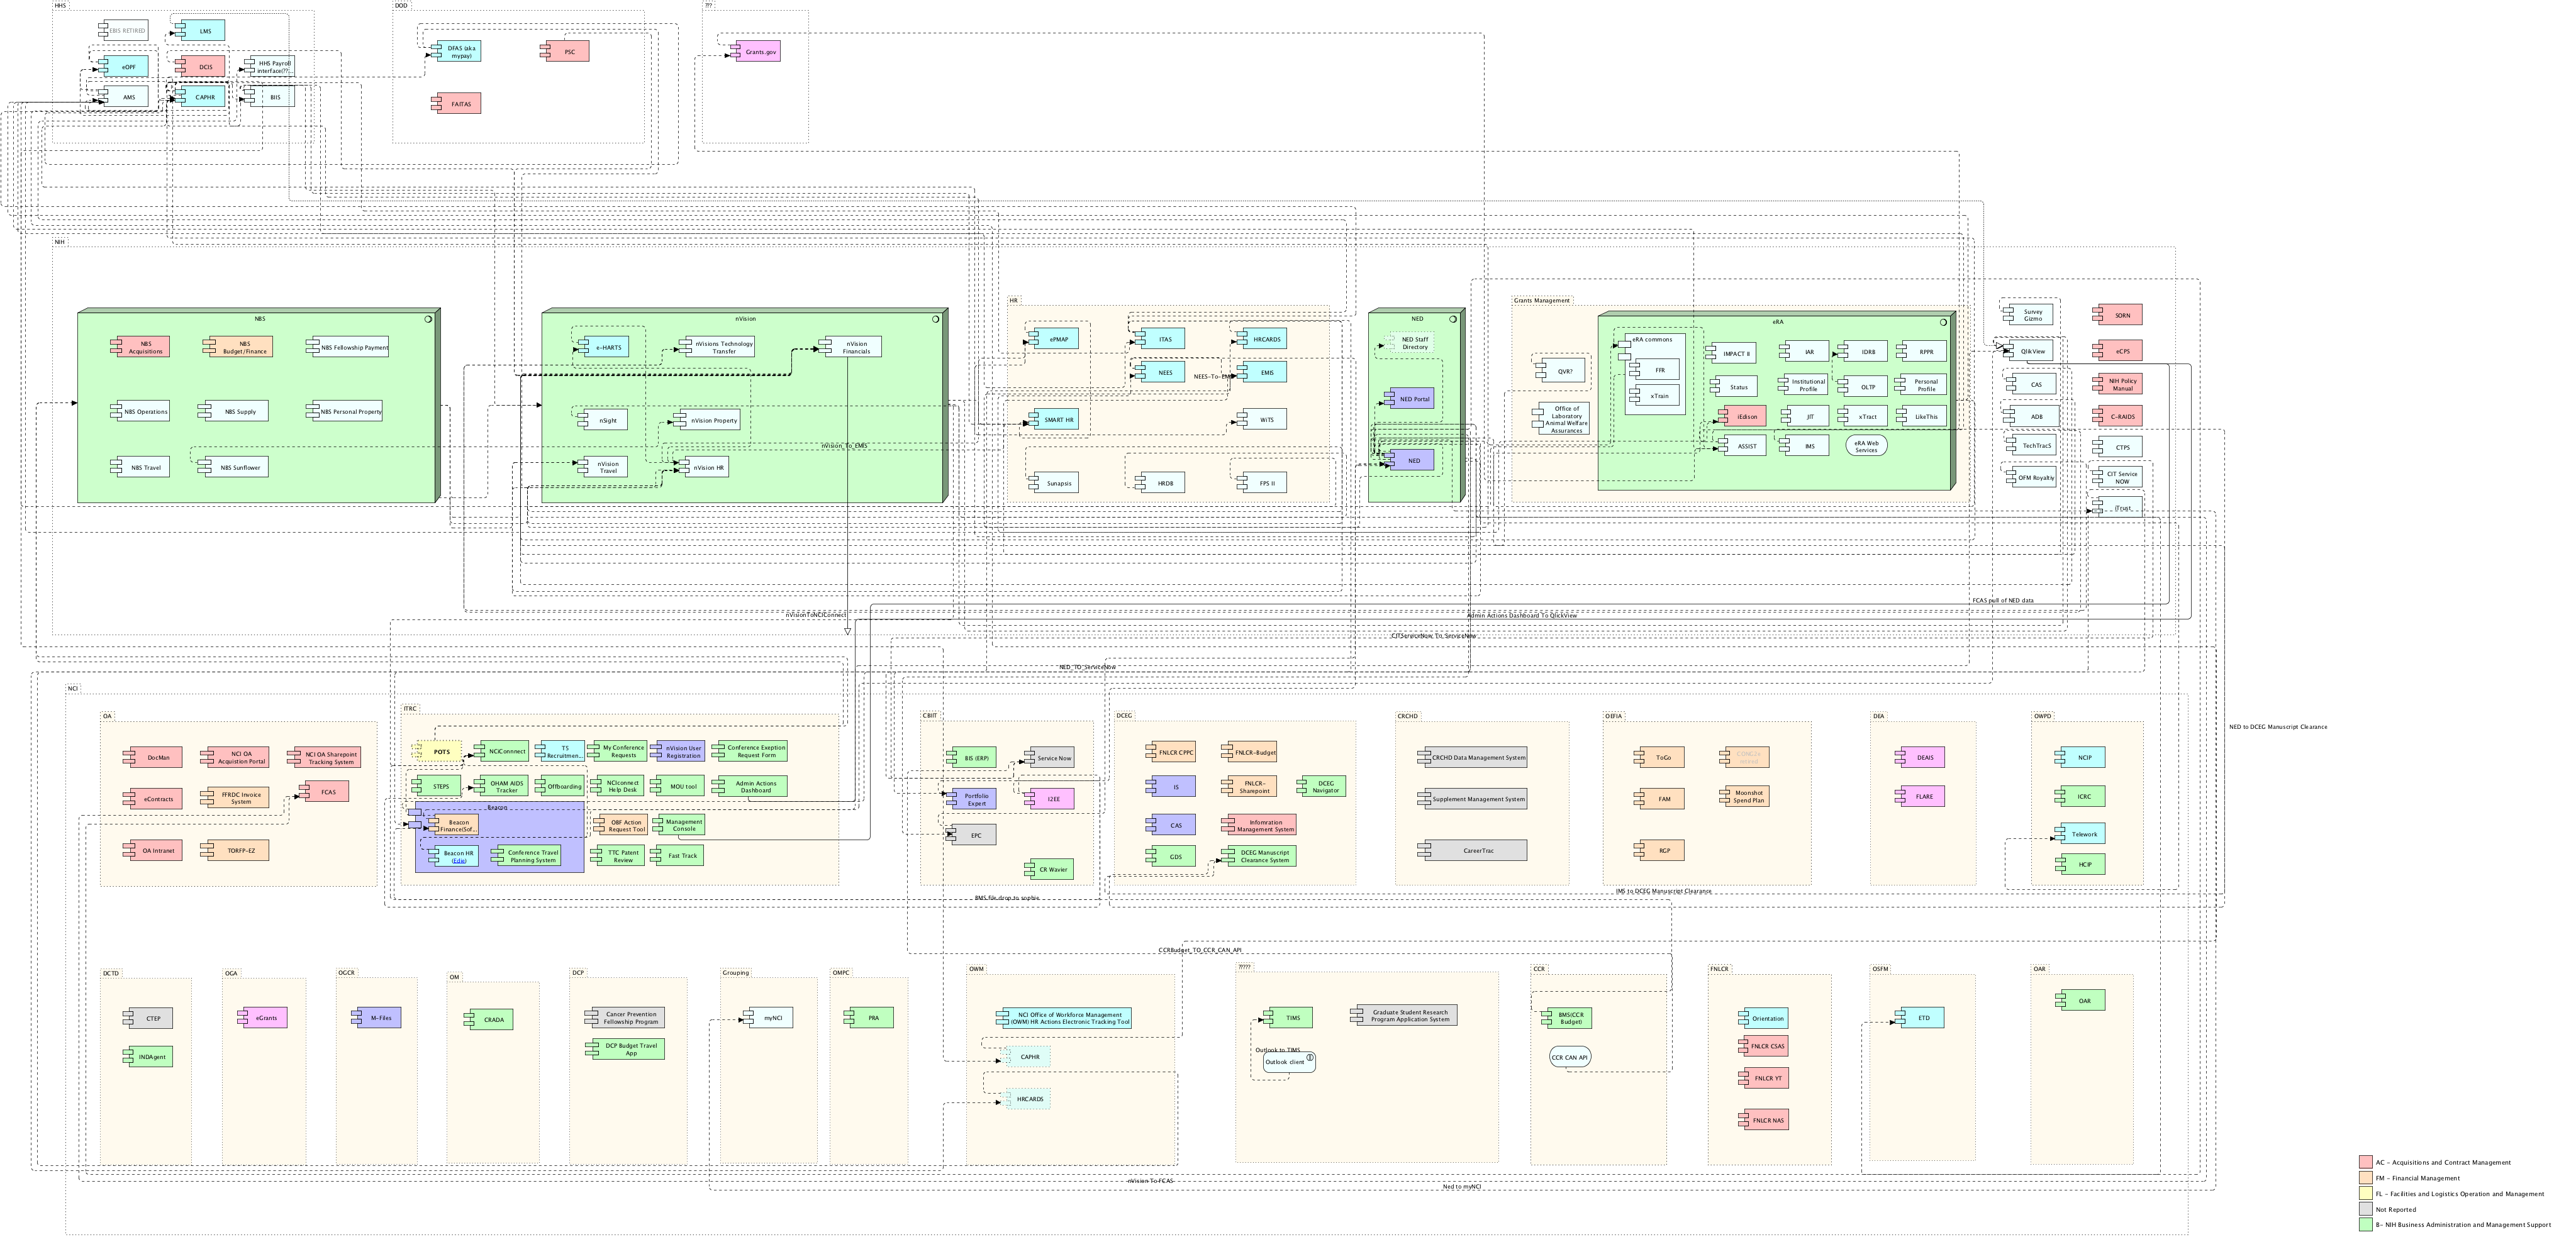 HHS
EBIS RETIRED
LMS
eOPF
DCIS
HHS Payroll
interface(??...
AMS
CAPHR
BIIS
DOD
DFAS (aka
mypay)
PSC
FAITAS
???
Grants.gov
NIH
NBS
NBS
Acquisitions
NBS
Budget/Finance
NBS Fellowship Payment
NBS Operations
NBS Supply
NBS Personal Property
NBS Travel
NBS Sunflower
nVision
e-HARTS
nVisions Technology
Transfer
nVision
Financials
nSight
nVision Property
nVision_To_EMIS
nVision
Travel
nVision HR
HR
ePMAP
ITAS
HRCARDS
NEES
NEES-To-EMIS
EMIS
SMART HR
WiTS
Sunapsis
HRDB
FPS II
NED
NED Staff
Directory
NED Portal
NED
Grants Management
QVR?
Office of
Laboratory
Animal Welfare
Assurances
eRA
eRA commons
FFR
xTrain
IMPACT II
IAR
IDRB
RPPR
Status
Institutional
Profile
OLTP
Personal
Profile
iEdison
JIT
xTract
LikeThis
ASSIST
IMS
eRA Web
Services
Survey
Gizmo
SORN
QlikView
eCPS
CAS
NIH Policy
Manual
ADB
C-RAIDS
TechTracS
CTPS
OFM Royaltiy
CIT Service
NOW
iTrust
FCAS pull of NED data
nVisionToNCIConnect
Admin Actions Dashboard To QlickView
CITServiceNow_To_ServiceNow
NED_TO_ServiceNow
NED to DCEG Manuscript Clearance
NCI
OA
DocMan
NCI OA
Acquistion Portal
NCI OA Sharepoint
Tracking System
eContracts
FFRDC Invoice
System
FCAS
OA Intranet
TORFP-EZ
ITRC
POTS
NCIConnnect
TS
Recruitmen...
My Conference
Requests
nVision User
Registration
Conference Exeption
Request Form
STEPS
OHAM AIDS
Tracker
Offboarding
NCIconnect
Help Desk
MOU tool
Admin Actions
Dashboard
Beacon
Beacon
Finance(Sof...
OBF Action
Request Tool
Management
Console
Beacon HR
(Edie)
Conference Travel
Planning System
TTC Patent
Review
Fast Track
CBIIT
BIS (ERP)
Service Now
Portfolio
Expert
I2EE
EPC
CR Wavier
DCEG
FNLCR CPPC
FNLCR-Budget
IS
FNLCR-
Sharepoint
DCEG
Navigator
CAS
Infomration
Management System
GDS
DCEG Manuscript
Clearance System
CRCHD
CRCHD Data Management System
Supplement Management System
CareerTrac
OEFIA
ToGo
FAM
Moonshot
Spend Plan
RGP
DEA
DEAIS
FLARE
OWPD
NCIP
ICRC
Telework
HCIP
IMS to DCEG Manuscript Clearance
BMS file drop to sophie
CCRBudget_TO_CCR_CAN_API
DCTD
CTEP
INDAgent
OGA
eGrants
OGCR
M-Files
OM
CRADA
DCP
Cancer Prevention
Fellowship Program
DCP Budget Travel
App
Grouping
myNCI
OMPC
PRA
OWM
NCI Office of Workforce Management
(OWM) HR Actions Electronic Tracking Tool
CAPHR
HRCARDS
?????
TIMS
Graduate Student Research
Program Application System
Outlook to TIMS
Outlook client
CCR
BMS(CCR
Budget)
CCR CAN API
FNLCR
Orientation
FNLCR CSAS
FNLCR YT
FNLCR NAS
OSFM
ETD
OAR
OAR
nVision To FCAS
Ned to myNCI
AC - Acquisitions and Contract Management
FM - Financial Management
FL - Facilities and Logistics Operation and Management
Not Reported
B- NIH Business Administration and Management Support